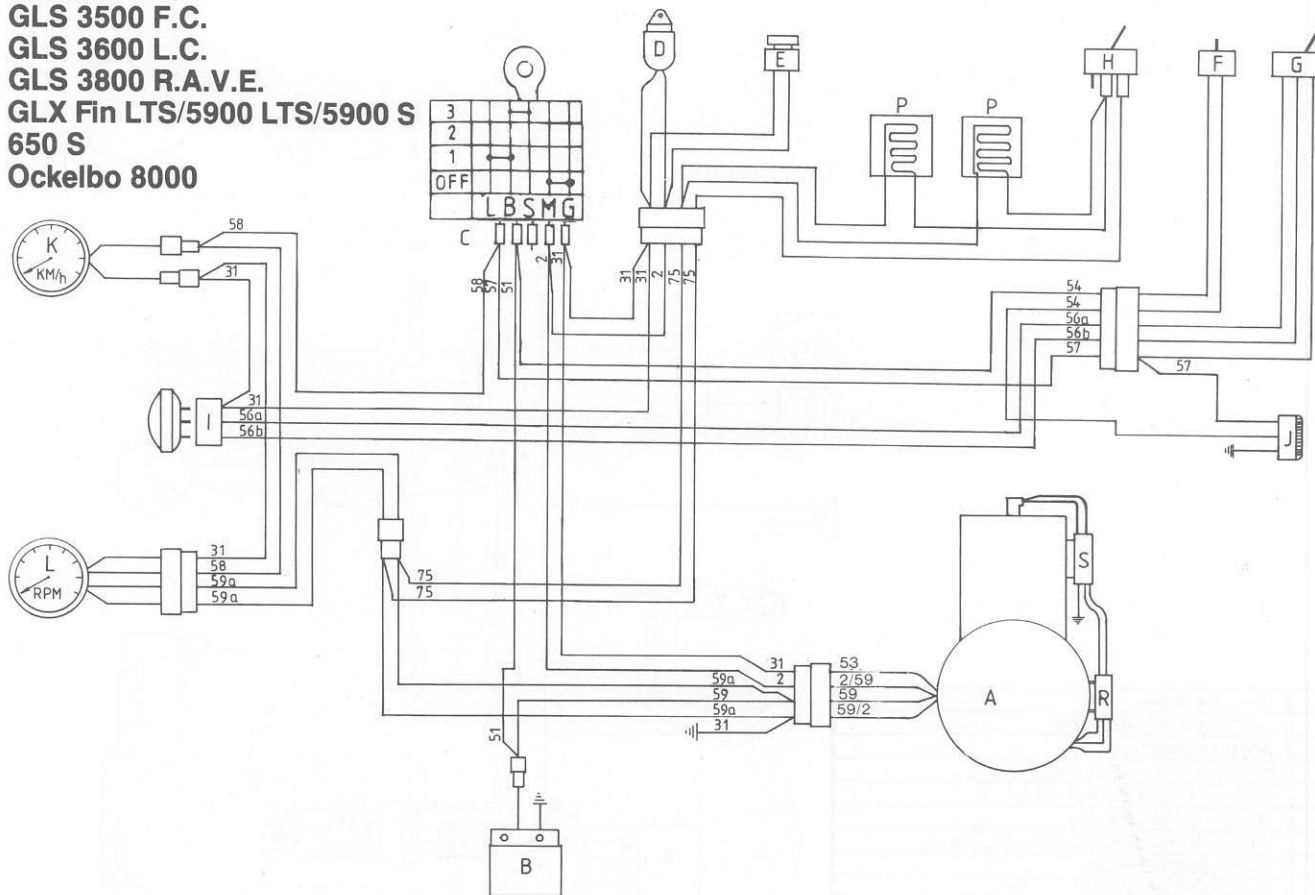 GLS 3500 F.C.
GLS 3600 L.C.
GLS 3800 R.A.V.E.
GLX Fin LTS/5900 LTS/5900 S
650 S
Ockelbo 8000
D
E
H
F
G
P
P
3
2
1
OFF
L B S M G
C
K
KM/h
58
31
58
57
51
2
31
31
31
2
75
75
54
54
56a
56b
57
57
J
I
31
56a
56b
L
RPM
31
58
59a
59a
75
75
S
A
R
31
2
59a
59
59a
31
53
2/59
59
59/2
51
B